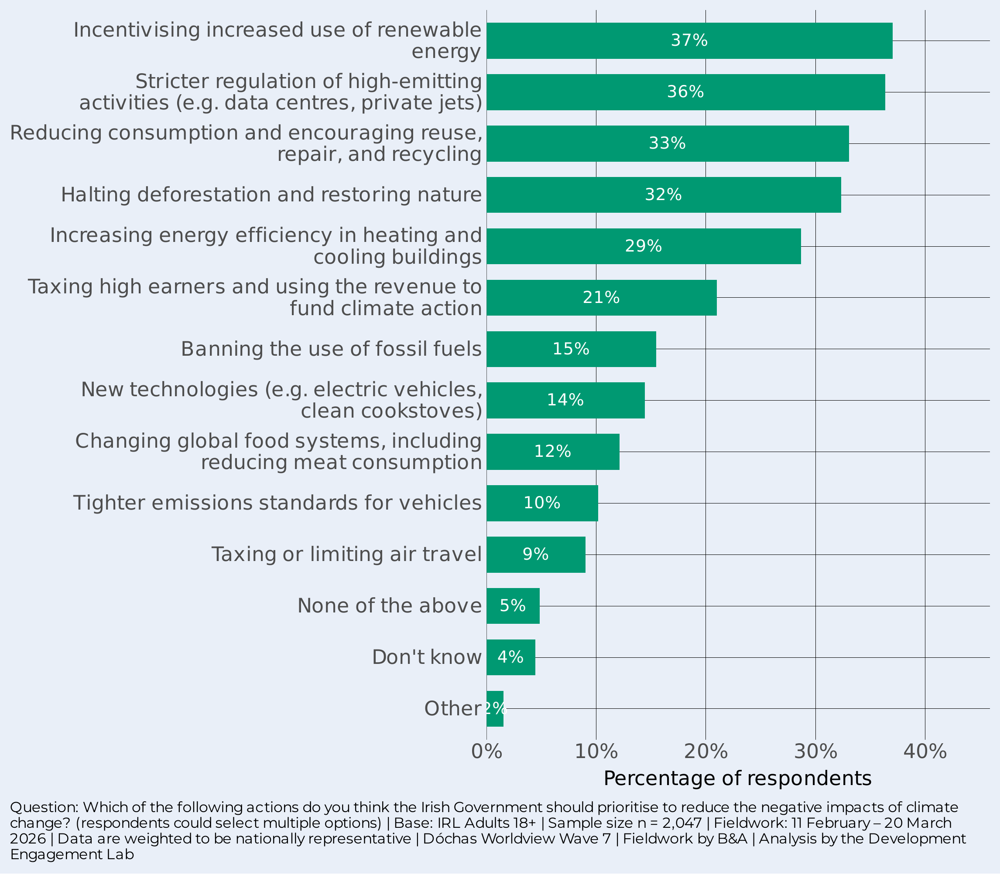 Incentivising increased use of renewable
energy
37%
Stricter regulation of high-emitting
activities (e.g. data centres, private jets)
36%
Reducing consumption and encouraging reuse,
repair, and recycling
33%
Halting deforestation and restoring nature
32%
Increasing energy efficiency in heating and
cooling buildings
29%
Taxing high earners and using the revenue to
fund climate action
21%
Banning the use of fossil fuels
15%
New technologies (e.g. electric vehicles,
clean cookstoves)
14%
Changing global food systems, including
reducing meat consumption
12%
Tighter emissions standards for vehicles
10%
Taxing or limiting air travel
9%
None of the above
5%
Don't know
4%
Other
2%
0% 10% 20% 30% 40%
Percentage of respondents
Question: Which of the following actions do you think the Irish Government should prioritise to reduce the negative impacts of climate
change? (respondents could select multiple options) | Base: IRL Adults 18+ | Sample size n = 2,047 | Fieldwork: 11 February – 20 March
2026 | Data are weighted to be nationally representative | Dóchas Worldview Wave 7 | Fieldwork by B&A | Analysis by the Development
Engagement Lab